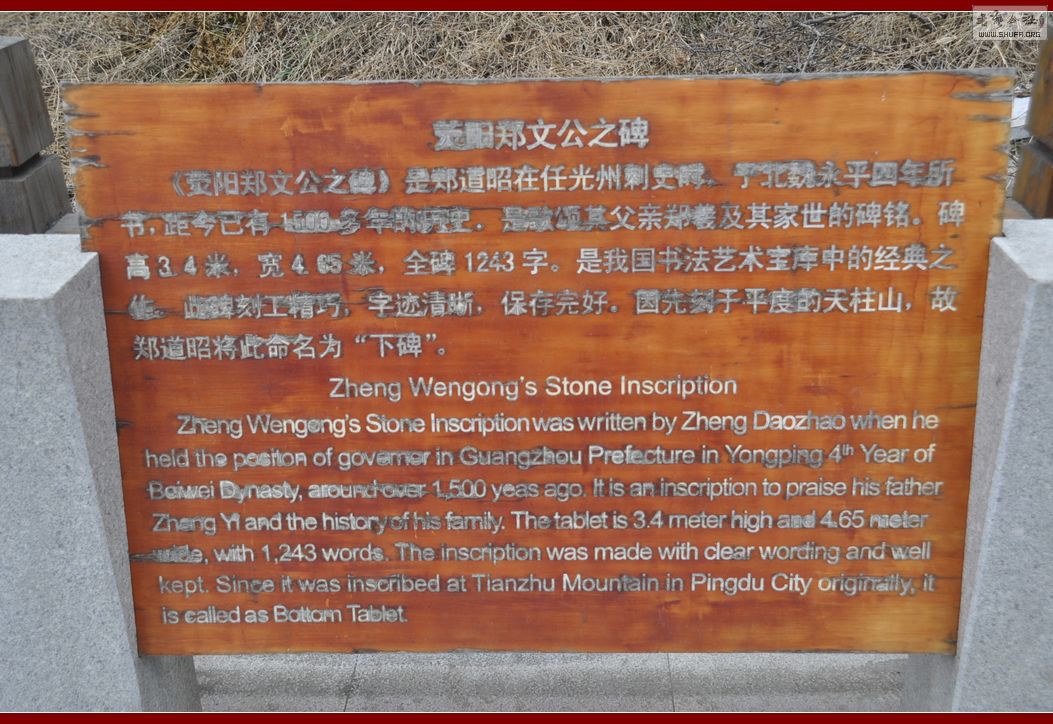 WWW.SHUFA.ORG
荥阳郑文公之碑
《荥阳郑文公之碑》是郑道昭在任光州刺史时,于北魏永平四年所
书,距今已有1500多年的历史。是歌颂其父亲郑羲及其家世的碑铭。碑
高3.4米,宽4.65米,全碑1243字。是我国书法艺术宝库中的经典之
作。此碑刻工精巧,字迹清晰,保存完好。因先刻于平度的天柱山,故
郑道昭将此命名为“下碑”。
Zheng Wengong's Stone Inscription
Zheng Wengong's Stone Inscription was written by Zheng Daozhao when he
held the positon of governor in Guangzhou Prefecture in Yongping 4th Year of
Beiwei Dynasty, around over 1,500 yeas ago. It is an inscription to praise his father
Zheng Yi and the history of his family. The tablet is 3.4 meter high and 4.65 meter
wide, with 1,243 words. The inscription was made with clear wording and well
kept. Since it was inscribed at Tianzhu Mountain in Pingdu City originally, it
is called as Bottom Tablet.